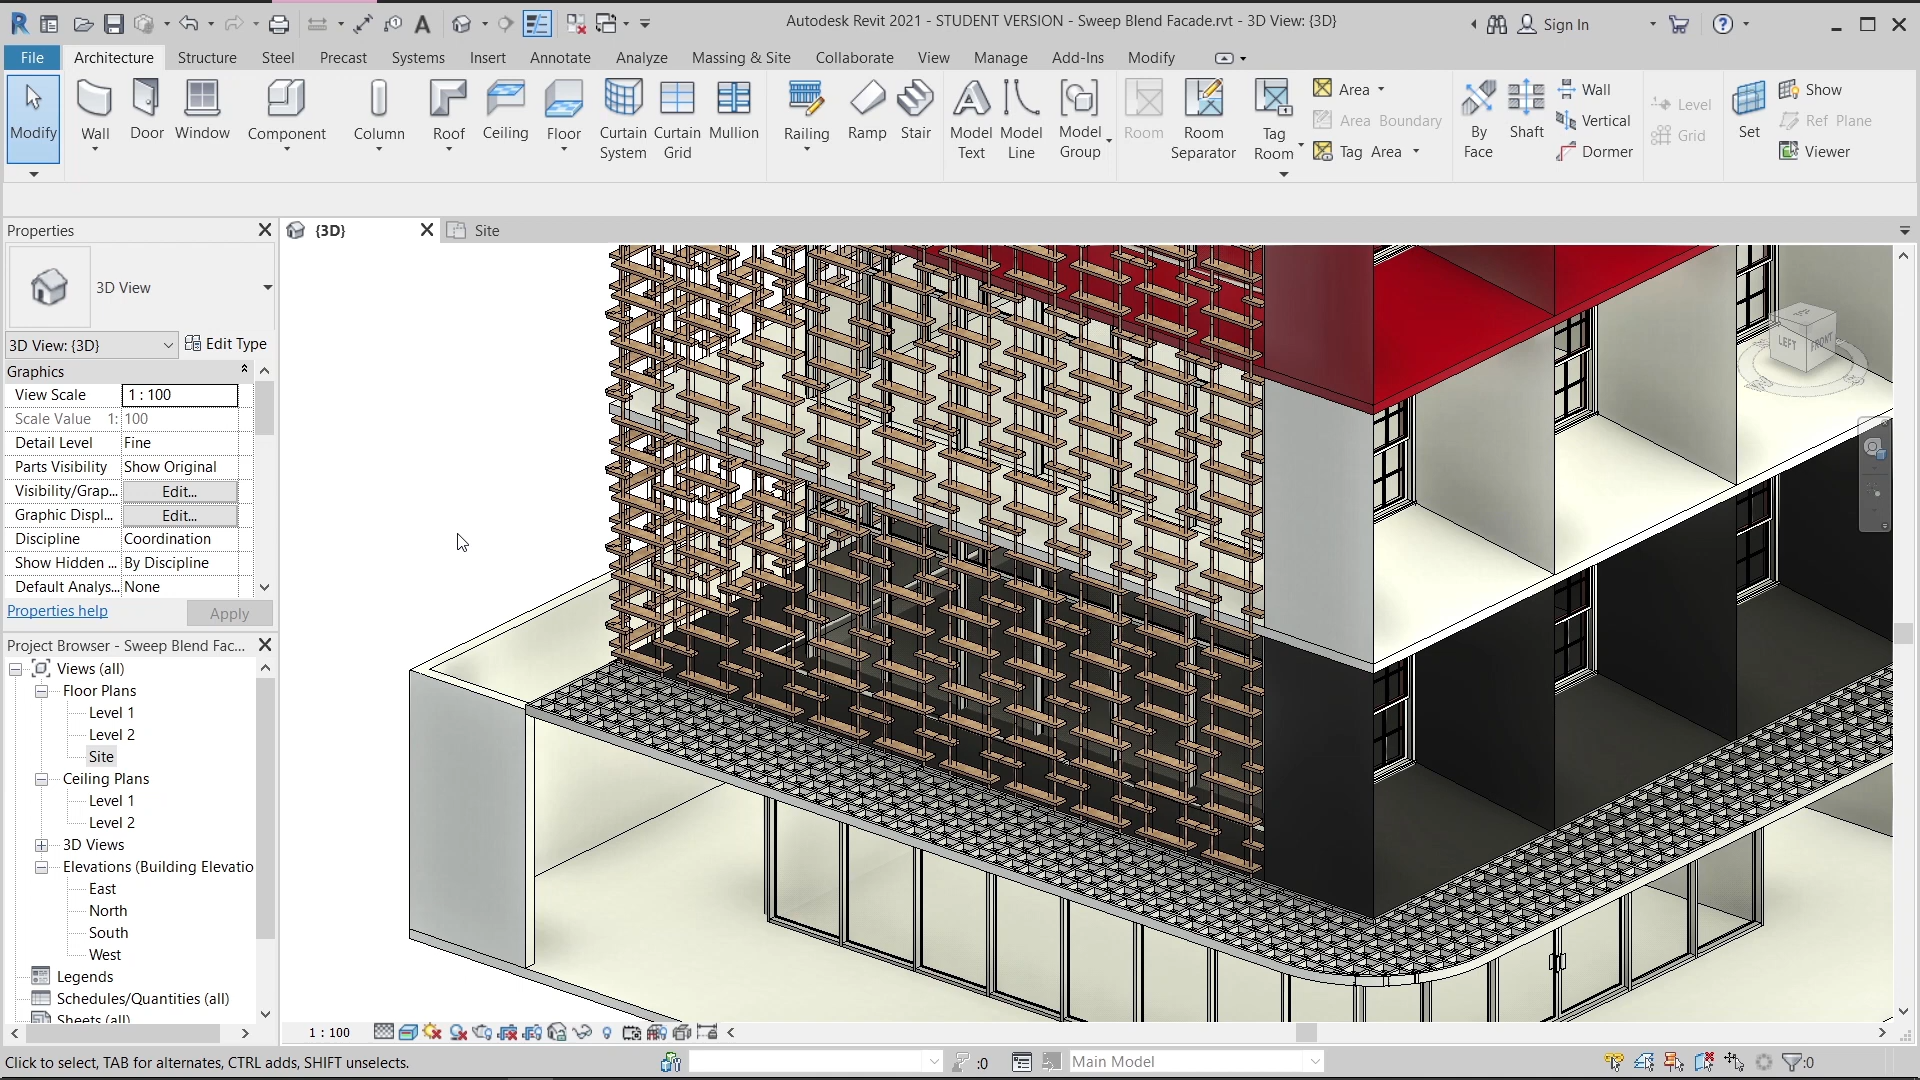 Autodesk Revit 2021 - STUDENT VERSION - Sweep Blend Facade.rvt - 3D View: {3D}
Sign In
File Architecture Structure Steel Precast Systems Insert Annotate Analyze Massing & Site Collaborate View Manage Add-Ins Modify
Modify
Wall
Door
Window
Component
Column
Roof
Ceiling
Floor
Curtain System
Curtain Grid
Mullion
Railing
Ramp
Stair
Model Text
Model Line
Model Group
Room
Room Separator
Tag Room
Area
Area Boundary
Tag Area
By Face
Shaft
Wall
Vertical
Dormer
Level
Grid
Set
Show
Ref Plane
Viewer
Properties
{3D}
Site
3D View
3D View: {3D}
Edit Type
Graphics
View Scale 1 : 100
Scale Value 1: 100
Detail Level Fine
Parts Visibility Show Original
Visibility/Grap... Edit...
Graphic Displ... Edit...
Discipline Coordination
Show Hidden ... By Discipline
Default Analys... None
Properties help
Apply
Project Browser - Sweep Blend Fac...
Views (all)
Floor Plans
Level 1
Level 2
Site
Ceiling Plans
Level 1
Level 2
3D Views
Elevations (Building Elevatio
East
North
South
West
Legends
Schedules/Quantities (all)
Sheets (all)
LEFT
FRONT
1 : 100
Click to select, TAB for alternates, CTRL adds, SHIFT unselects.
:0
Main Model
:0